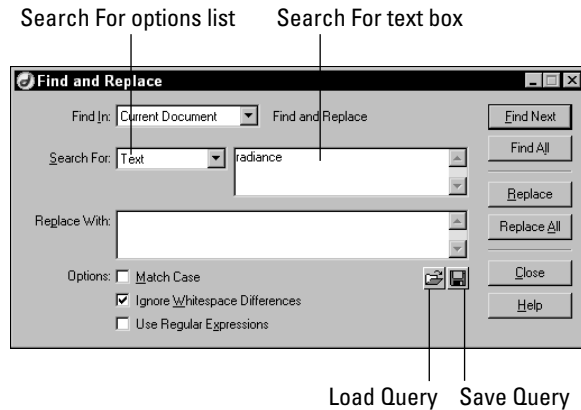 Search For options list Search For text box
Find and Replace
Find In: Current Document Find and Replace Find Next
Search For: Text radiance Find All
Replace
Replace With: Replace All
Options: Match Case Close
Ignore Whitespace Differences Help
Use Regular Expressions
Load Query Save Query